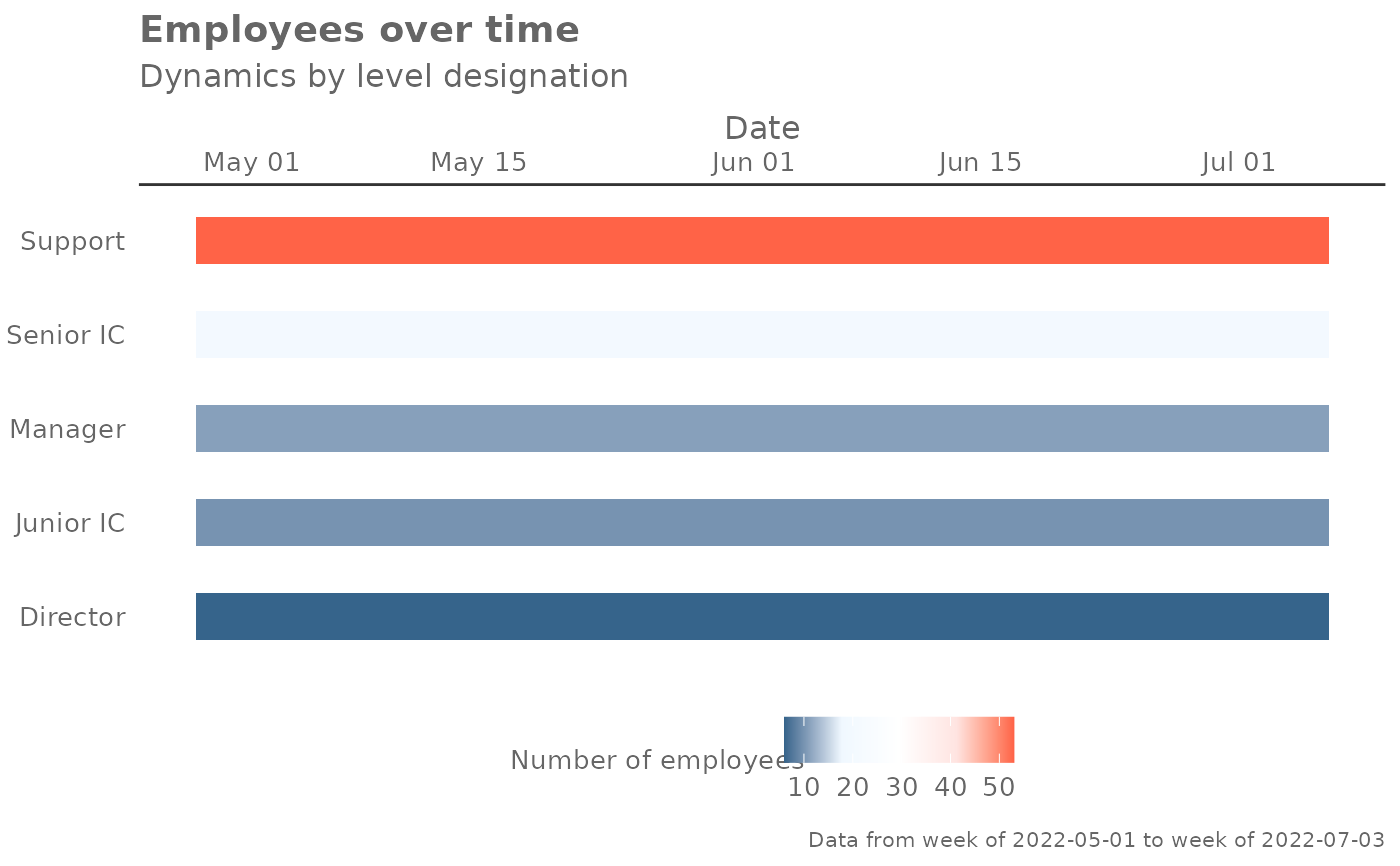 Employees over time
Dynamics by level designation
Date
May 01 May 15 Jun 01 Jun 15 Jul 01
Support
Senior IC
Manager
Junior IC
Director
Number of employees
10 20 30 40 50
Data from week of 2022-05-01 to week of 2022-07-03